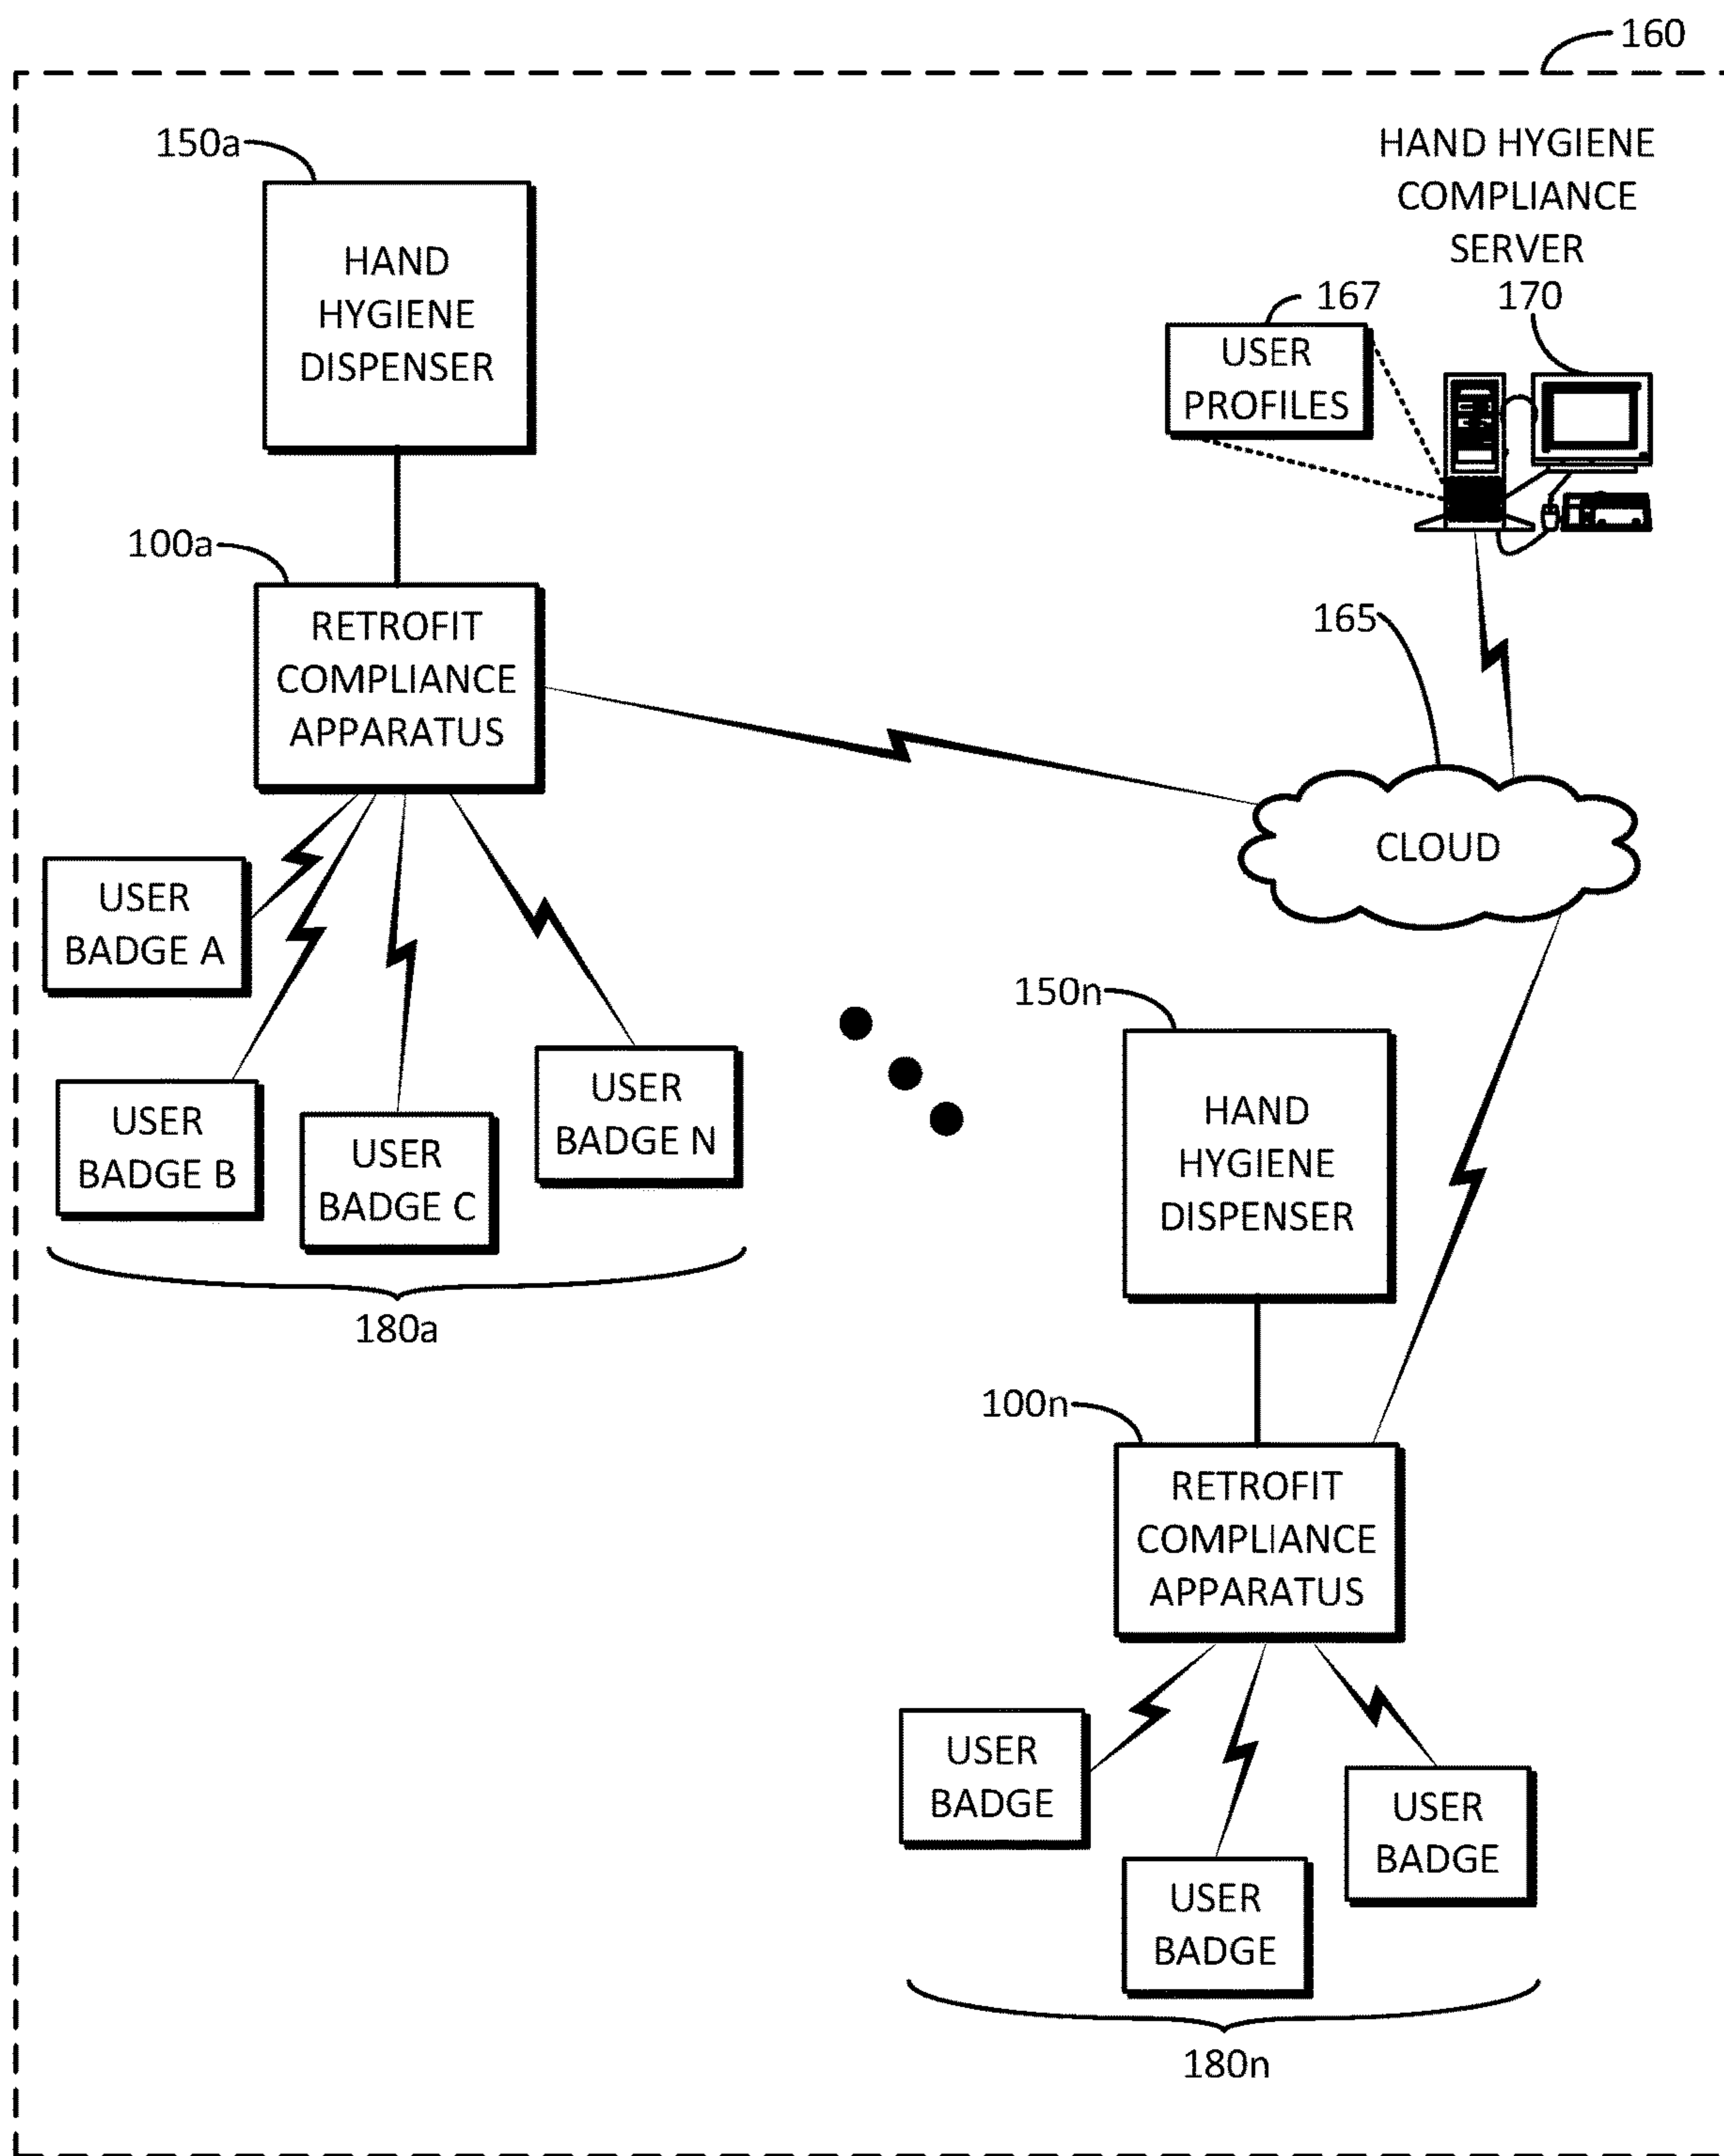 160
150a
HAND
HYGIENE
DISPENSER
HAND HYGIENE
COMPLIANCE
SERVER
170
167
USER
PROFILES
100a
RETROFIT
COMPLIANCE
APPARATUS
165
CLOUD
USER
BADGE A
USER
BADGE B
USER
BADGE C
USER
BADGE N
180a
150n
HAND
HYGIENE
DISPENSER
100n
RETROFIT
COMPLIANCE
APPARATUS
USER
BADGE
USER
BADGE
USER
BADGE
180n